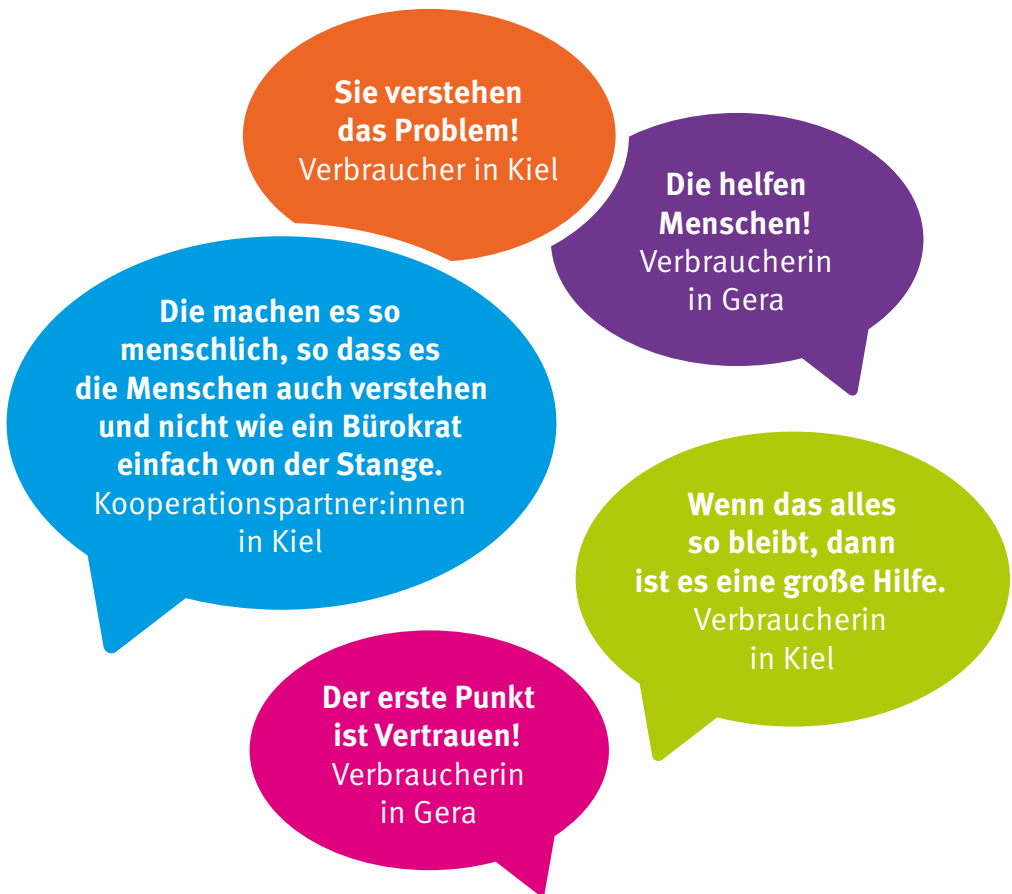 Sie verstehen
das Problem!
Verbraucher in Kiel
Die helfen
Menschen!
Verbraucherin
in Gera
Die machen es so
menschlich, so dass es
die Menschen auch verstehen
und nicht wie ein Bürokrat
einfach von der Stange.
Kooperationspartner:innen
in Kiel
Wenn das alles
so bleibt, dann
ist es eine große Hilfe.
Verbraucherin
in Kiel
Der erste Punkt
ist Vertrauen!
Verbraucherin
in Gera